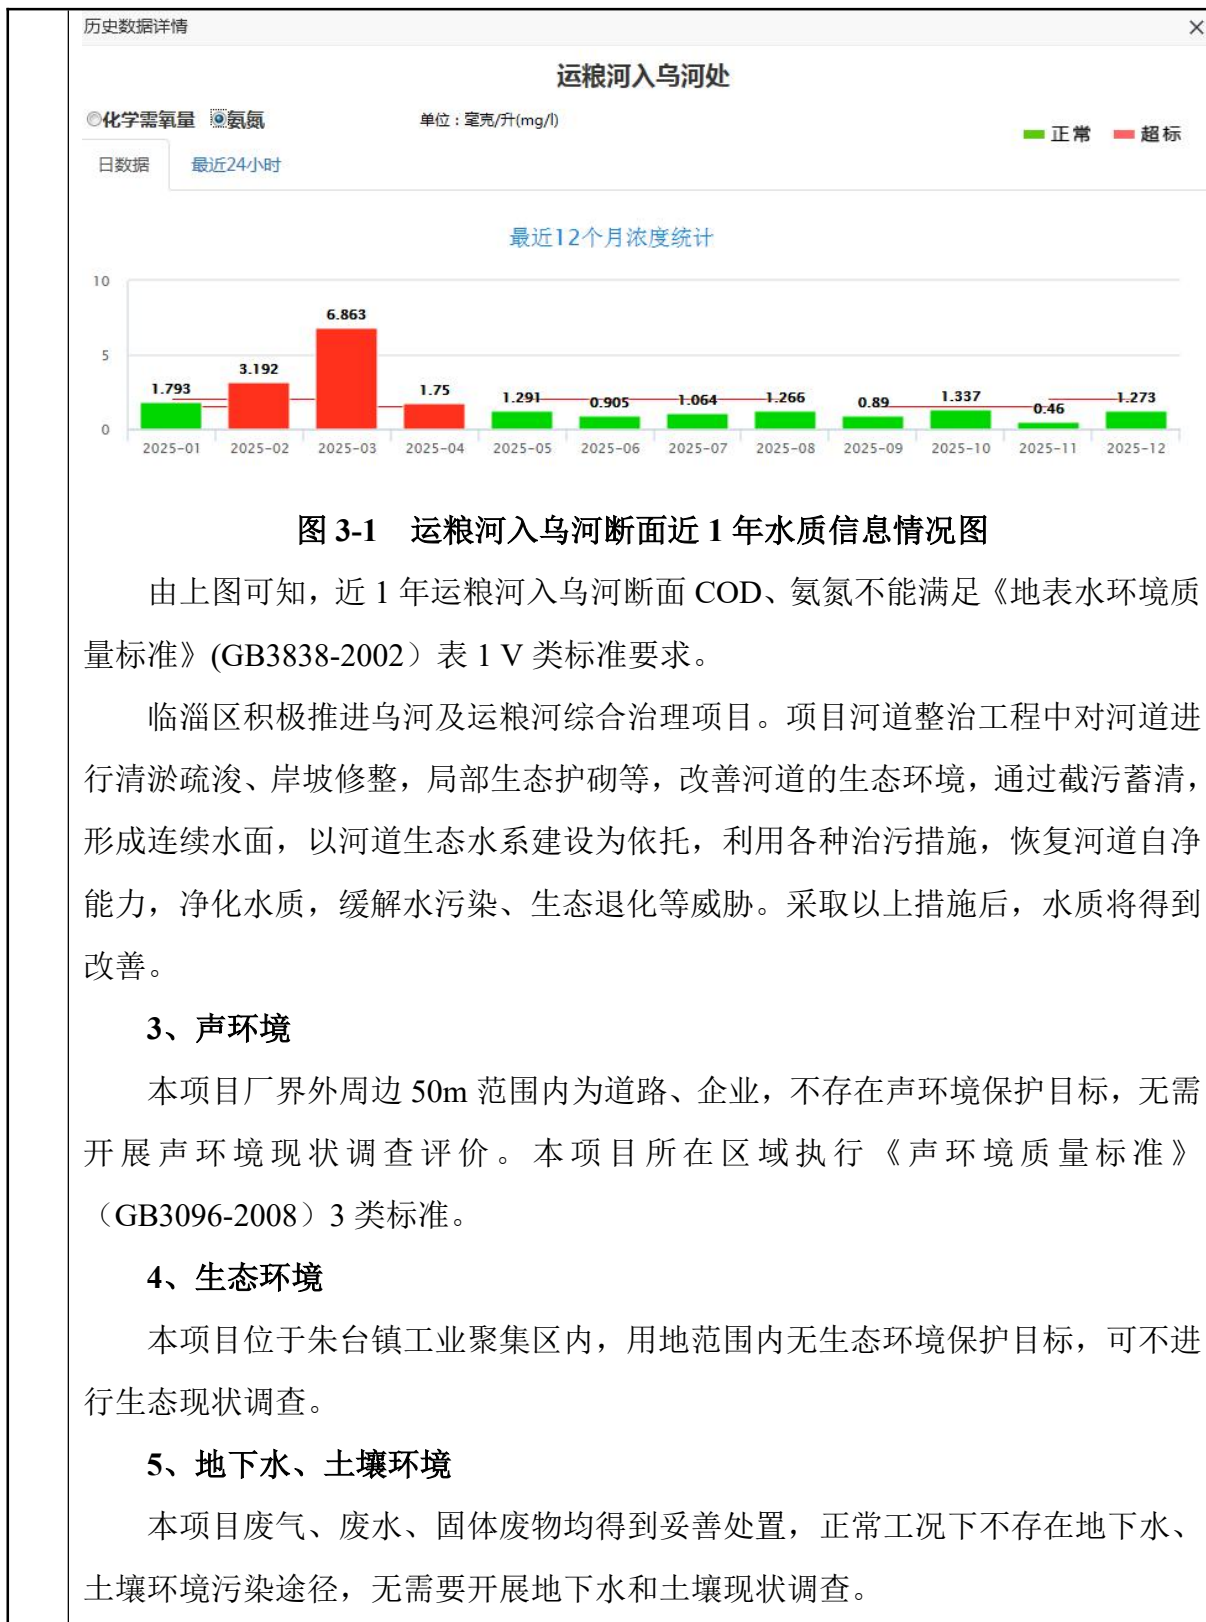 历史数据详情 ×
运粮河入乌河处
化学需氧量 氨氮 单位：毫克/升(mg/l)
正常 超标
日数据 最近24小时
最近12个月浓度统计
10
5
0
1.793 3.192 6.863 1.75 1.291 0.905 1.064 1.266 0.89 1.337 0.46 1.273
2025-01 2025-02 2025-03 2025-04 2025-05 2025-06 2025-07 2025-08 2025-09 2025-10 2025-11 2025-12
图 3-1 运粮河入乌河断面近 1 年水质信息情况图
由上图可知，近 1 年运粮河入乌河断面 COD、氨氮不能满足《地表水环境质
量标准》(GB3838-2002）表 1 V 类标准要求。
临淄区积极推进乌河及运粮河综合治理项目。项目河道整治工程中对河道进
行清淤疏浚、岸坡修整，局部生态护砌等，改善河道的生态环境，通过截污蓄清，
形成连续水面，以河道生态水系建设为依托，利用各种治污措施，恢复河道自净
能力，净化水质，缓解水污染、生态退化等威胁。采取以上措施后，水质将得到
改善。
3、声环境
本项目厂界外周边 50m 范围内为道路、企业，不存在声环境保护目标，无需
开展声环境现状调查评价。本项目所在区域执行《声环境质量标准》
（GB3096-2008）3 类标准。
4、生态环境
本项目位于朱台镇工业聚集区内，用地范围内无生态环境保护目标，可不进
行生态现状调查。
5、地下水、土壤环境
本项目废气、废水、固体废物均得到妥善处置，正常工况下不存在地下水、
土壤环境污染途径，无需要开展地下水和土壤现状调查。